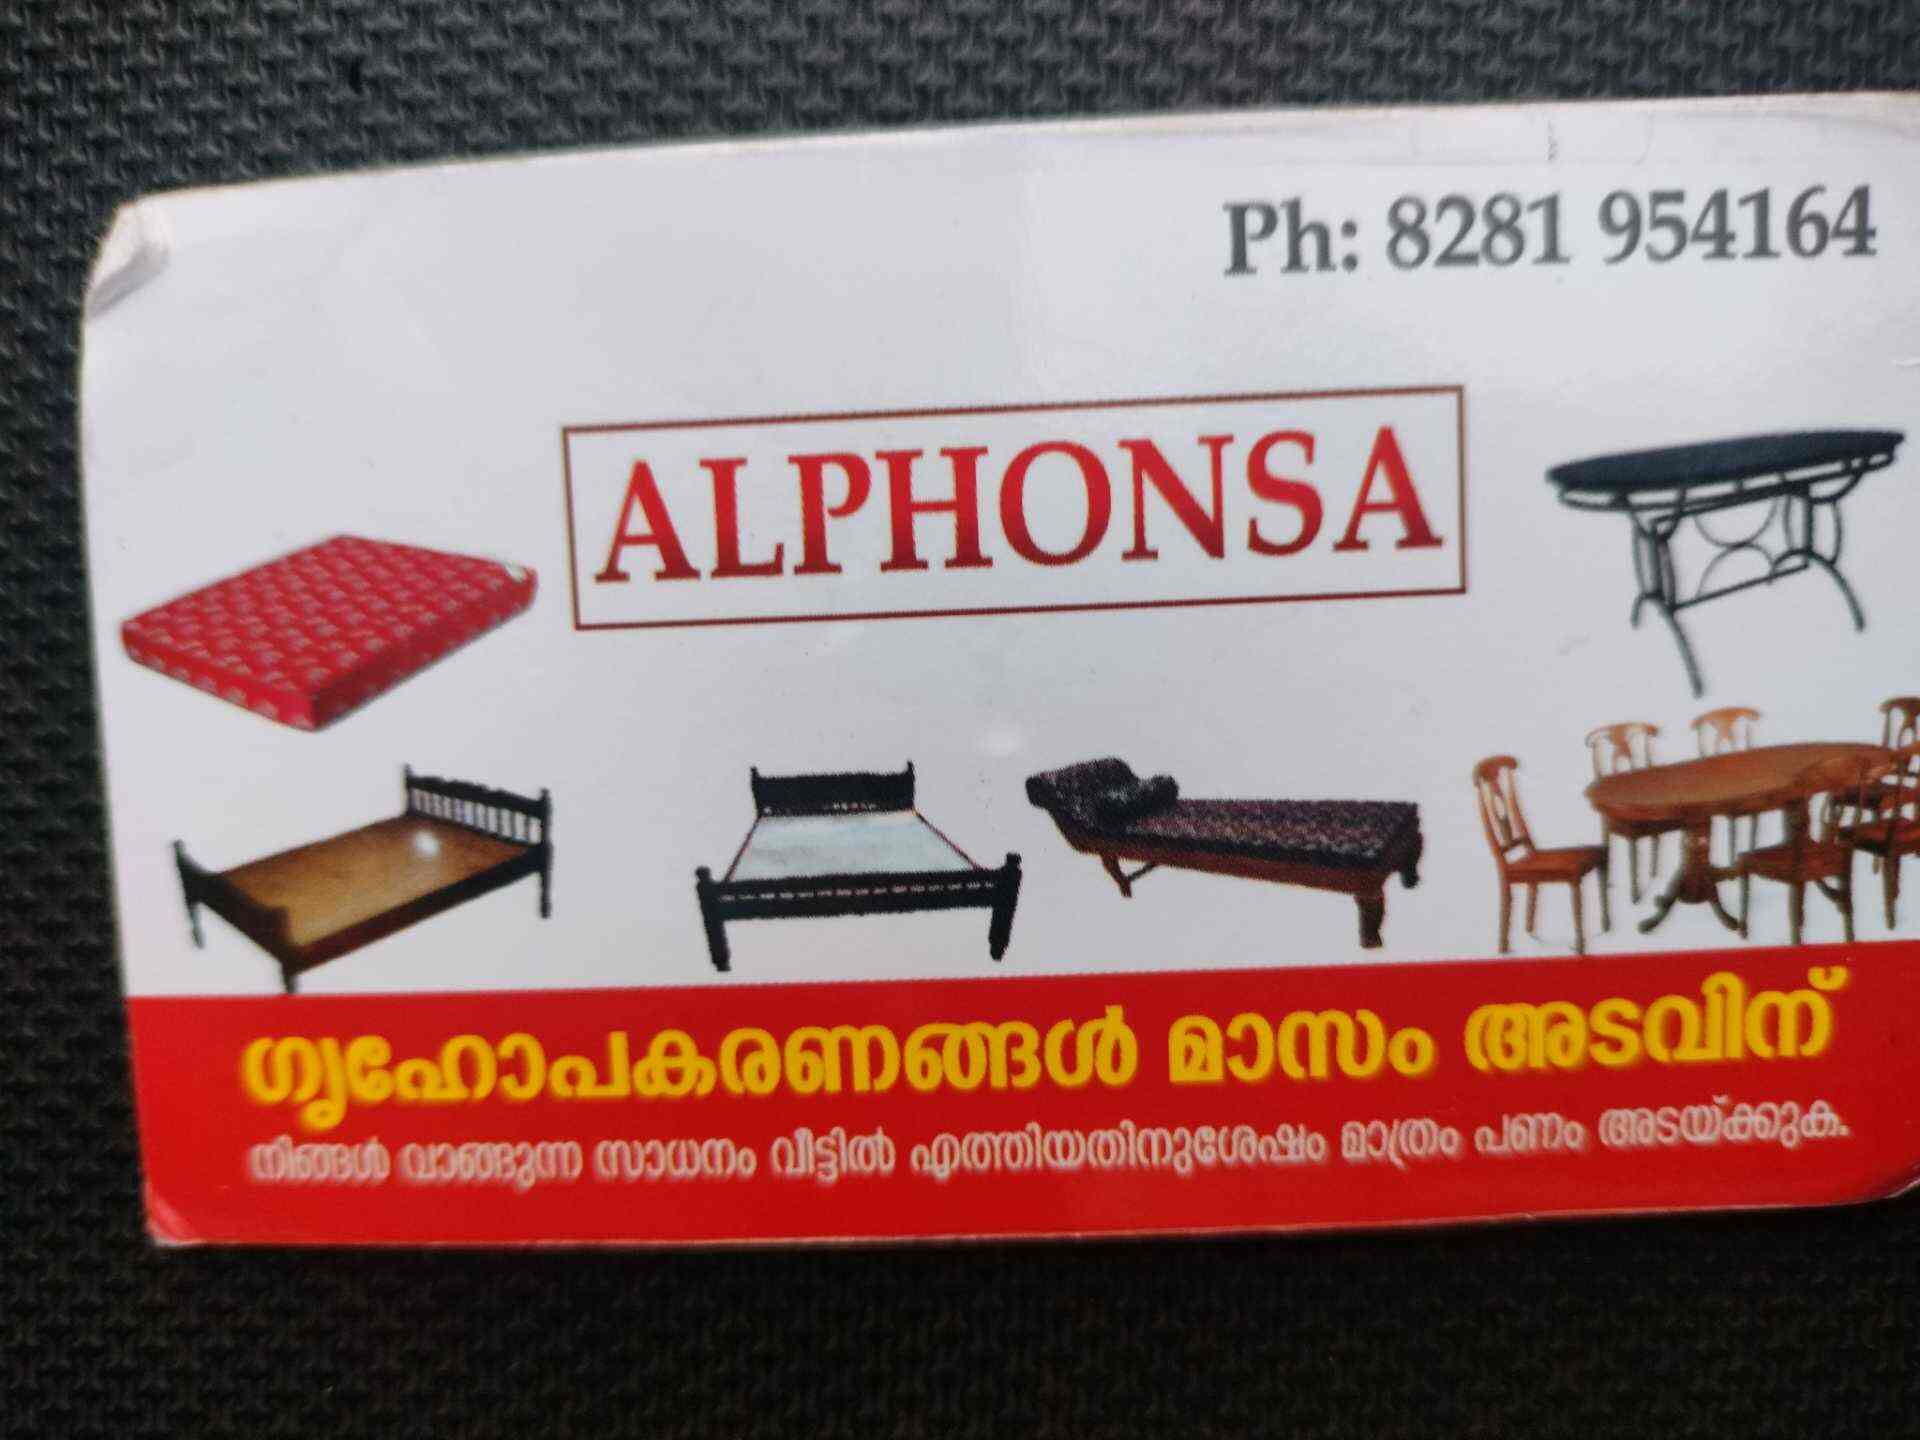 Ph: 8281 954164
ALPHONSA
ഗൃഹോപകരണങ്ങൾ മാസം അടവിന്
നിങ്ങൾ വാങ്ങുന്ന സാധനം വീട്ടിൽ എത്തിയതിനുശേഷം മാത്രം പണം അടയ്ക്കുക.